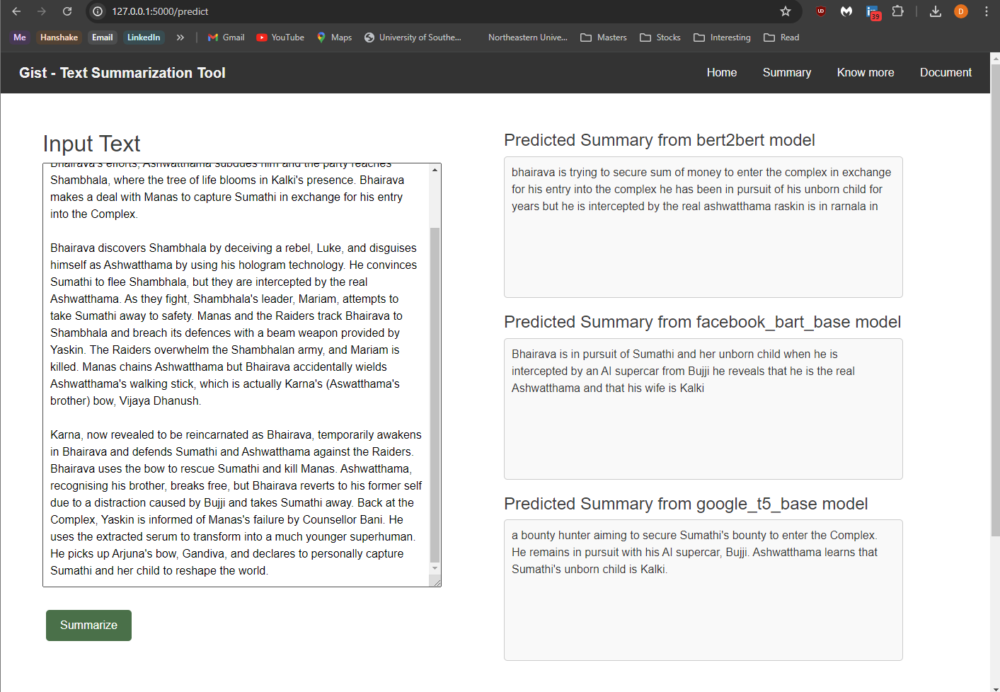 127.0.0.1:5000/predict
39
D
Me Hanshake Email LinkedIn » Gmail YouTube Maps University of Southe... Northeastern Unive... Masters Stocks Interesting Read
Gist - Text Summarization Tool
Home Summary Know more Document
Input Text
Bhairava's efforts, Ashwatthama subdues him and the party reaches
Shambhala, where the tree of life blooms in Kalki's presence. Bhairava
makes a deal with Manas to capture Sumathi in exchange for his entry
into the Complex.
Bhairava discovers Shambhala by deceiving a rebel, Luke, and disguises
himself as Ashwatthama by using his hologram technology. He convinces
Sumathi to flee Shambhala, but they are intercepted by the real
Ashwatthama. As they fight, Shambhala's leader, Mariam, attempts to
take Sumathi away to safety. Manas and the Raiders track Bhairava to
Shambhala and breach its defences with a beam weapon provided by
Yaskin. The Raiders overwhelm the Shambhalan army, and Mariam is
killed. Manas chains Ashwatthama but Bhairava accidentally wields
Ashwatthama's walking stick, which is actually Karna's (Aswatthama's
brother) bow, Vijaya Dhanush.
Karna, now revealed to be reincarnated as Bhairava, temporarily awakens
in Bhairava and defends Sumathi and Ashwatthama against the Raiders.
Bhairava uses the bow to rescue Sumathi and kill Manas. Ashwatthama,
recognising his brother, breaks free, but Bhairava reverts to his former self
due to a distraction caused by Bujji and takes Sumathi away. Back at the
Complex, Yaskin is informed of Manas's failure by Counsellor Bani. He
uses the extracted serum to transform into a much younger superhuman.
He picks up Arjuna's bow, Gandiva, and declares to personally capture
Sumathi and her child to reshape the world.
Summarize
Predicted Summary from bert2bert model
bhairava is trying to secure sum of money to enter the complex in exchange
for his entry into the complex he has been in pursuit of his unborn child for
years but he is intercepted by the real ashwatthama raskin is in rarnala in
Predicted Summary from facebook_bart_base model
Bhairava is in pursuit of Sumathi and her unborn child when he is
intercepted by an AI supercar from Bujji he reveals that he is the real
Ashwatthama and that his wife is Kalki
Predicted Summary from google_t5_base model
a bounty hunter aiming to secure Sumathi's bounty to enter the Complex.
He remains in pursuit with his AI supercar, Bujji. Ashwatthama learns that
Sumathi's unborn child is Kalki.